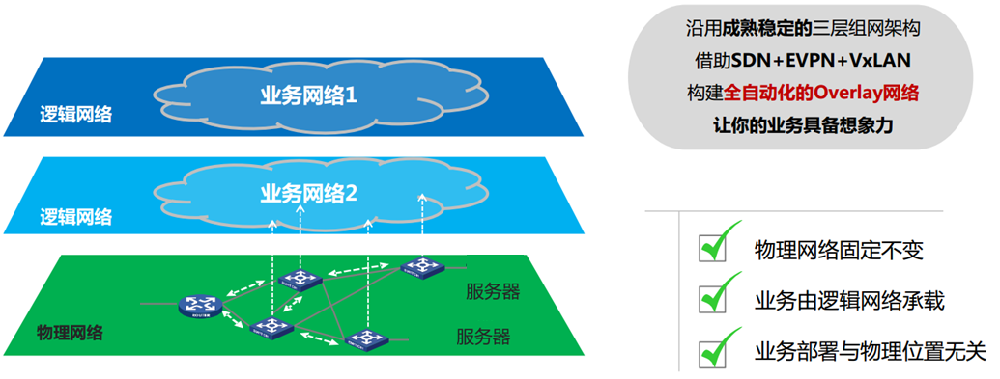 业务网络1
逻辑网络
业务网络2
逻辑网络
服务器
服务器
物理网络
沿用成熟稳定的三层组网架构
借助SDN+EVPN+VxLAN
构建全自动化的Overlay网络
让你的业务具备想象力
物理网络固定不变
业务由逻辑网络承载
业务部署与物理位置无关